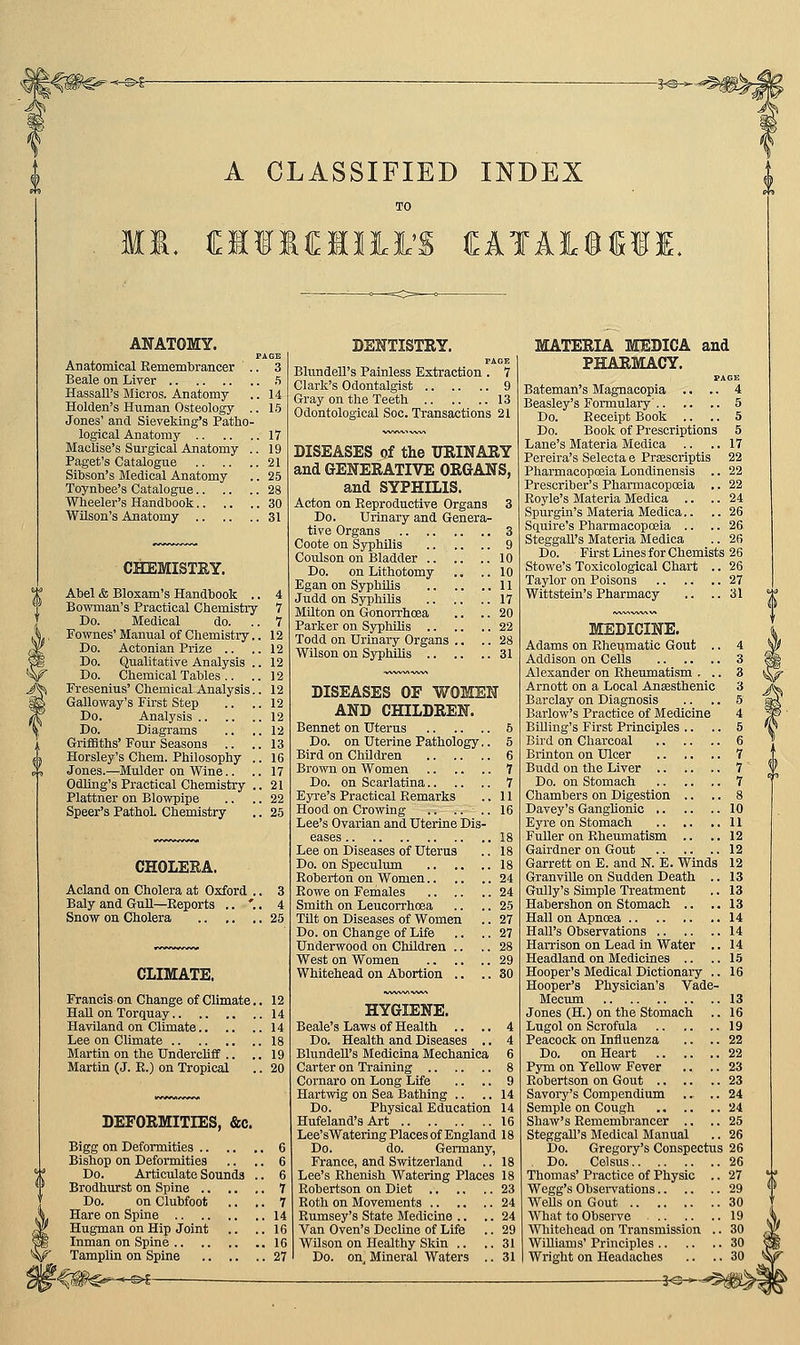 A CLASSIFIED INDEX
TO
MR. CHURCHILL'S CATALOGUE.
ANATOMY.
PAGE
Anatomical Remembrancer .. 3
Beale on Liver .. .. .. .. 5
Hassall's Micros. Anatomy .. 14
Holden's Human Osteology .. 15
Jones' and Sieveking's Patho-
logical Anatomy .. .. .. 17
Maclise's Surgical Anatomy .. 19
Paget's Catalogue .. .. .. 21
Sibson's Medical Anatomy .. 25
Toynbee's Catalogue.. .. .. 28
Wheeler's Handbook.. .. .. 30
Wilson's Anatomy .. .. .. 31
CHEMISTRY.
Abel & Bloxam's Handbook .. 4
Bowman's Practical Chemistry 7
Do. Medical do. .. 7
Fownes' Manual of Chemistry.. 12
Do. Actonian Prize .. .. 12
Do. Qualitative Analysis .. 12
Do. Chemical Tables .. .. 12
Fresenius' Chemical Analysis.. 12
Galloway's First Step .. .. 12
Do. Analysis .. .. .. 12
Do. Diagrams .. .. 12
Griffiths' Four Seasons .. .. 13
Horsley's Chem. Philosophy .. 16
Jones.—Mulder on Wine.. .. 17
Odling's Practical Chemistry .. 21
Plattner on Blowpipe .. .. 22
Speer's Pathol. Chemistry .. 25
CHOLERA.
Acland on Cholera at Oxford .. 3
Baly and Gull—Reports .. .. 4
Snow on Cholera .. .. .. 25
CLIMATE.
Francis on Change of Climate.. 12
Hall on Torquay.. .. .. .. 14
Haviland on Climate.. .. .. 14
Lee on Climate .. .. .. .. 18
Martin on the Undercliff .. .. 19
Martin (J. R.) on Tropical .. 20
DEFORMITIES, &c.
Bigg on Deformities .. .. .. 6
Bishop on Deformities .. .. 6
Do. Articulate Sounds .. 6
Brodhurst on Spine .. .. .. 7
Do. on Clubfoot .. .. 7
Hare on Spine .. .. .. .. 14
Hugman on Hip Joint .. .. 16
Inman on Spine .. .. .. .. 16
Tamplin on Spine .. .. .. 27
DENTISTRY.
PAGE
Blundell's Painless Extraction . 7
Clark's Odontalgist .. .. .. 9
Gray on the Teeth .. .. .. 13
Odontological Soc. Transactions 21
DISEASES of the URINARY
and GENERATIVE ORGANS,
and SYPHILIS.
Acton on Reproductive Organs 3
Do. Urinary and Genera-
tive Organs .. .. .. .. 3
Coote on Syphilis .. .. .. 9
Coulson on Bladder .. .. .. 10
Do. on Lithotomy .. .. 10
Egan on Syphilis .. .. .. 11
Judd on Syphilis .. .. .. 17
Milton on Gonorrhœa .. .. 20
Parker on Syphilis .. .. .. 22
Todd on Urinary Organs .. .. 28
Wilson on Syphilis .. .. .. 31
DISEASES OF WOMEN
AND CHILDREN.
Bennet on Uterus .. .. .. 5
Do. on Uterine Pathology.. 5
Bird on Children .. .. .. 6
Brown on Women .. .. .. 7
Do. on Scarlatina.. .. .. 7
Eyre's Practical Remarks .. 11
Hood on Crowing .. .. .. 16
Lee's Ovarian and Uterine Dis-
eases .. .. .. .. .. .. 18
Lee on Diseases of Uterus .. 18
Do. on Speculum .. .. .. 18
Roberton on Women.. .. .. 24
Rowe on Females .. .. .. 24
Smith on Leucorrhœa .. .. 25
Tilt on Diseases of Women .. 27
Do. on Change of Life .. .. 27
Underwood on Children .. .. 28
West on Women .. .. .. 29
Whitehead on Abortion .. .. 30
HYGIENE.
Beale's Laws of Health .. .. 4
Do. Health and Diseases .. 4
Blundell's Medicina Mechanica 6
Carter on Training .. .. .. 8
Cornaro on Long Life .. .. 9
Hartwig on Sea Bathing .. .. 14
Do. Physical Education 14
Hufeland's Art .. .. .. .. 16
Lee's Watering Places of England 18
Do. do. Germany,
France, and Switzerland .. 18
Lee's Rhenish Watering Places 18
Robertson on Diet .. .. .. 23
Roth on Movements .. .. .. 24
Rumsey's State Medicine .. .. 24
Van Oven's Decline of Life .. 29
Wilson on Healthy Skin .. .. 31
Do. on Mineral Waters .. 31
MATERIA MEDICA and
PHARMACY.
PAGE
Bateman's Magnacopia .. .. 4
Beasley's Formulary .. .. .. 5
Do. Receipt Book .. .. 5
Do. Book of Prescriptions 5
Lane's Materia Medica .. .. 17
Pereira's Selecta e Præscriptis 22
Pharmacopœia Londinensis .. 22
Prescriber's Pharmacopœia .. 22
Royle's Materia Medica .. .. 24
Spurgin's Materia Medica.. .. 26
Squire's Pharmacopœia .. .. 26
Steggall's Materia Medica .. 26
Do. First Lines for Chemists 26
Stowe's Toxicological Chart .. 26
Taylor on Poisons .. .. .. 27
Wittstein's Pharmacy .. .. 31
MEDICINE.
Adams on Rheumatic Gout .. 4
Addison on Cells .. .. .. 3
Alexander on Rheumatism . .. 3
Arnott on a Local Anæsthenic 3
Barclay on Diagnosis .. .. 5
Barlow's Practice of Medicine 4
Billing's First Principles .. .. 5
Bird on Charcoal .. .. .. 6
Brinton on Ulcer .. .. .. 7
Budd on the Liver .. .. .. 7
Do. on Stomach .. .. .. 7
Chambers on Digestion .. .. 8
Davey's Ganglionic .. .. .. 10
Eyre on Stomach .. .. .. 11
Fuller on Rheumatism .. .. 12
Gairdner on Gout .. .. .. 12
Garrett on E. and N. E. Winds 12
Granville on Sudden Death .. 13
Gully's Simple Treatment .. 13
Habershon on Stomach .. .. 13
Hall on Apnœa .. .. .. .. 14
Hall's Observations .. .. .. 14
Harrison on Lead in Water .. 14
Headland on Medicines .. .. 15
Hooper's Medical Dictionary .. 16
Hooper's Physician's Vade-
Mecum .. .. .. .. .. 13
Jones (H.) on the Stomach .. 16
Lugol on Scrofula .. .. .. 19
Peacock on Influenza .. .. 22
Do. on Heart .. .. .. 22
Pym on Yellow Fever .. .. 23
Robertson on Gout .. .. .. 23
Savory's Compendium .. .. 24
Semple on Cough .. .. .. 24
Shaw's Remembrancer .. .. 25
Steggall's Medical Manual .. 26
Do. Gregory's Conspectus 26
Do. Celsus.. .. .. .. 26
Thomas' Practice of Physic .. 27
Wegg's Observations.. .. .. 29
Wells on Gout .. .. .. .. 30
What to Observe .. .. .. 19
Whitehead on Transmission .. 30
Williams' Principles .. .. .. 30
Wright on Headaches .. .. 30